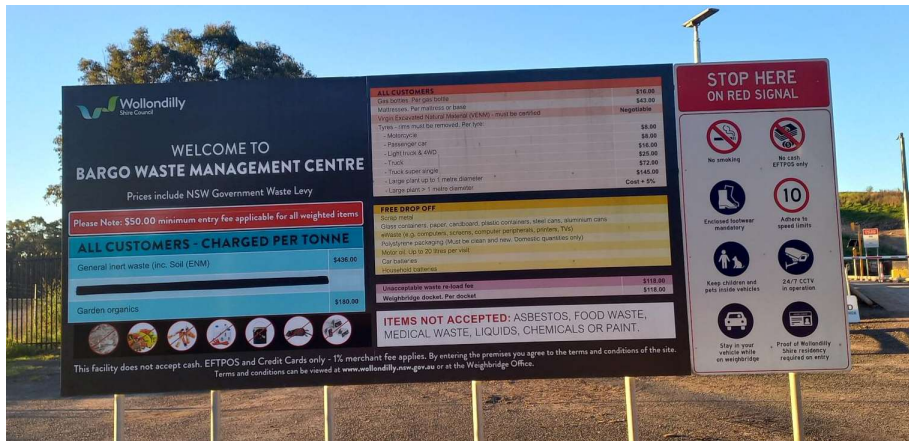 Wollondilly
Shire Council
WELCOME TO
BARGO WASTE MANAGEMENT CENTRE
Prices include NSW Government Waste Levy
Please Note: $50.00 minimum entry fee applicable for all weighted items
ALL CUSTOMERS - CHARGED PER TONNE
General inert waste (inc. Soil (ENM) $436.00
Garden organics $180.00
ALL CUSTOMERS
Gas bottles. Per gas bottle $16.00
Mattresses. Per mattress or base $43.00
Virgin Excavated Natural Material (VENM) - must be certified Negotiable
Tyres - rims must be removed. Per tyre:
- Motorcycle $8.00
- Passenger car $8.00
- Light truck & 4WD $16.00
- Truck $25.00
- Truck super single $72.00
- Large plant up to 1 metre diameter $145.00
- Large plant > 1 metre diameter Cost + 5%
FREE DROP OFF
Scrap metal
Glass containers, paper, cardboard, plastic containers, steel cans, aluminium cans
eWaste (e.g. computers, screens, computer peripherals, printers, TVs)
Polystyrene packaging (Must be clean and new. Domestic quantities only)
Motor oil. Up to 20 litres per visit
Car batteries
Household batteries
Unacceptable waste re-load fee $118.00
Weighbridge docket. Per docket $118.00
ITEMS NOT ACCEPTED: ASBESTOS, FOOD WASTE,
MEDICAL WASTE, LIQUIDS, CHEMICALS OR PAINT.
This facility does not accept cash. EFTPOS and Credit Cards only - 1% merchant fee applies. By entering the premises you agree to the terms and conditions of the site.
Terms and conditions can be viewed at www.wollondilly.nsw.gov.au or at the Weighbridge Office.
STOP HERE
ON RED SIGNAL
No smoking
No cash
EFTPOS only
Enclosed footwear
mandatory
10
Adhere to
speed limits
Keep children and
pets inside vehicles
24/7 CCTV
in operation
Stay in your
vehicle while
on weighbridge
Proof of Wollondilly
Shire residency
required on entry